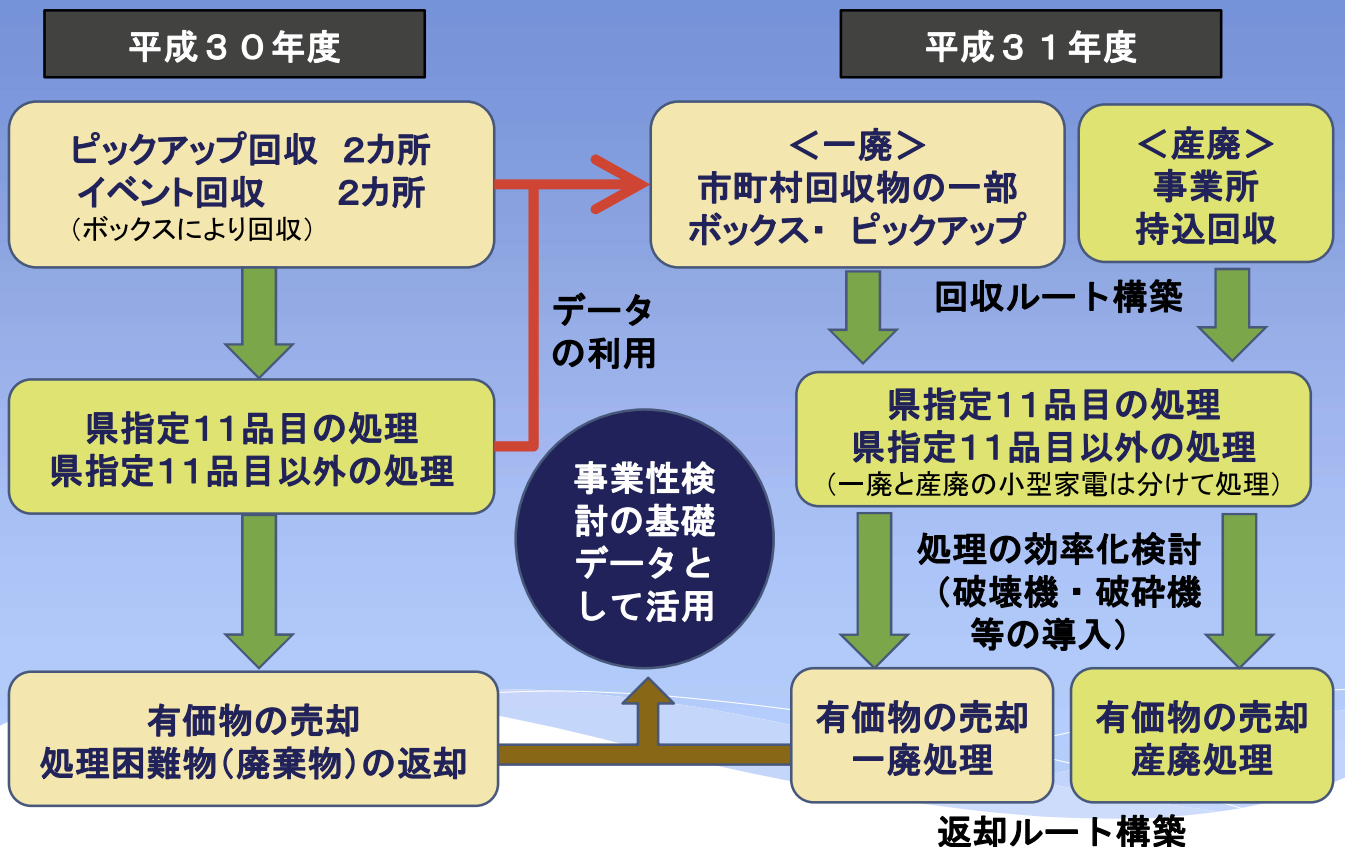 平成３０年度
ピックアップ回収　２カ所
イベント回収　　２カ所
（ボックスにより回収）
県指定１１品目の処理
県指定１１品目以外の処理
有価物の売却
処理困難物（廃棄物）の返却
データ
の利用
事業性検
討の基礎
データと
して活用
平成３１年度
＜一廃＞
市町村回収物の一部
ボックス・ ピックアップ
＜産廃＞
事業所
持込回収
回収ルート構築
県指定１１品目の処理
県指定１１品目以外の処理
（一廃と産廃の小型家電は分けて処理）
処理の効率化検討
（破壊機・破砕機
等の導入）
有価物の売却
一廃処理
有価物の売却
産廃処理
返却ルート構築